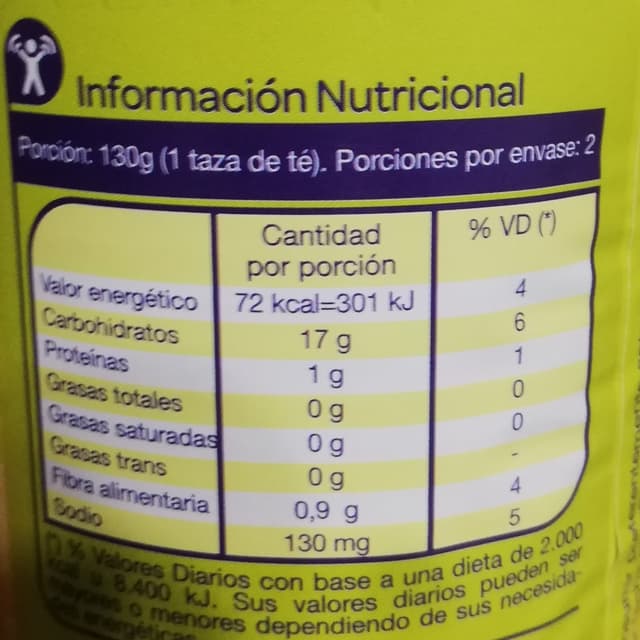 Información Nutricional
Porción: 130g (1 taza de té). Porciones por envase: 2
Cantidad por porción % VD (*)
Valor energético 72 kcal=301 kJ 4
Carbohidratos 17 g 6
Proteínas 1 g 1
Grasas totales 0 g 0
Grasas saturadas 0 g 0
Grasas trans 0 g -
Fibra alimentaria 0,9 g 4
Sodio 130 mg 5
(*) % Valores Diarios con base a una dieta de 2.000
kcal u 8.400 kJ. Sus valores diarios pueden ser
mayores o menores dependiendo de sus necesida-
energéticas